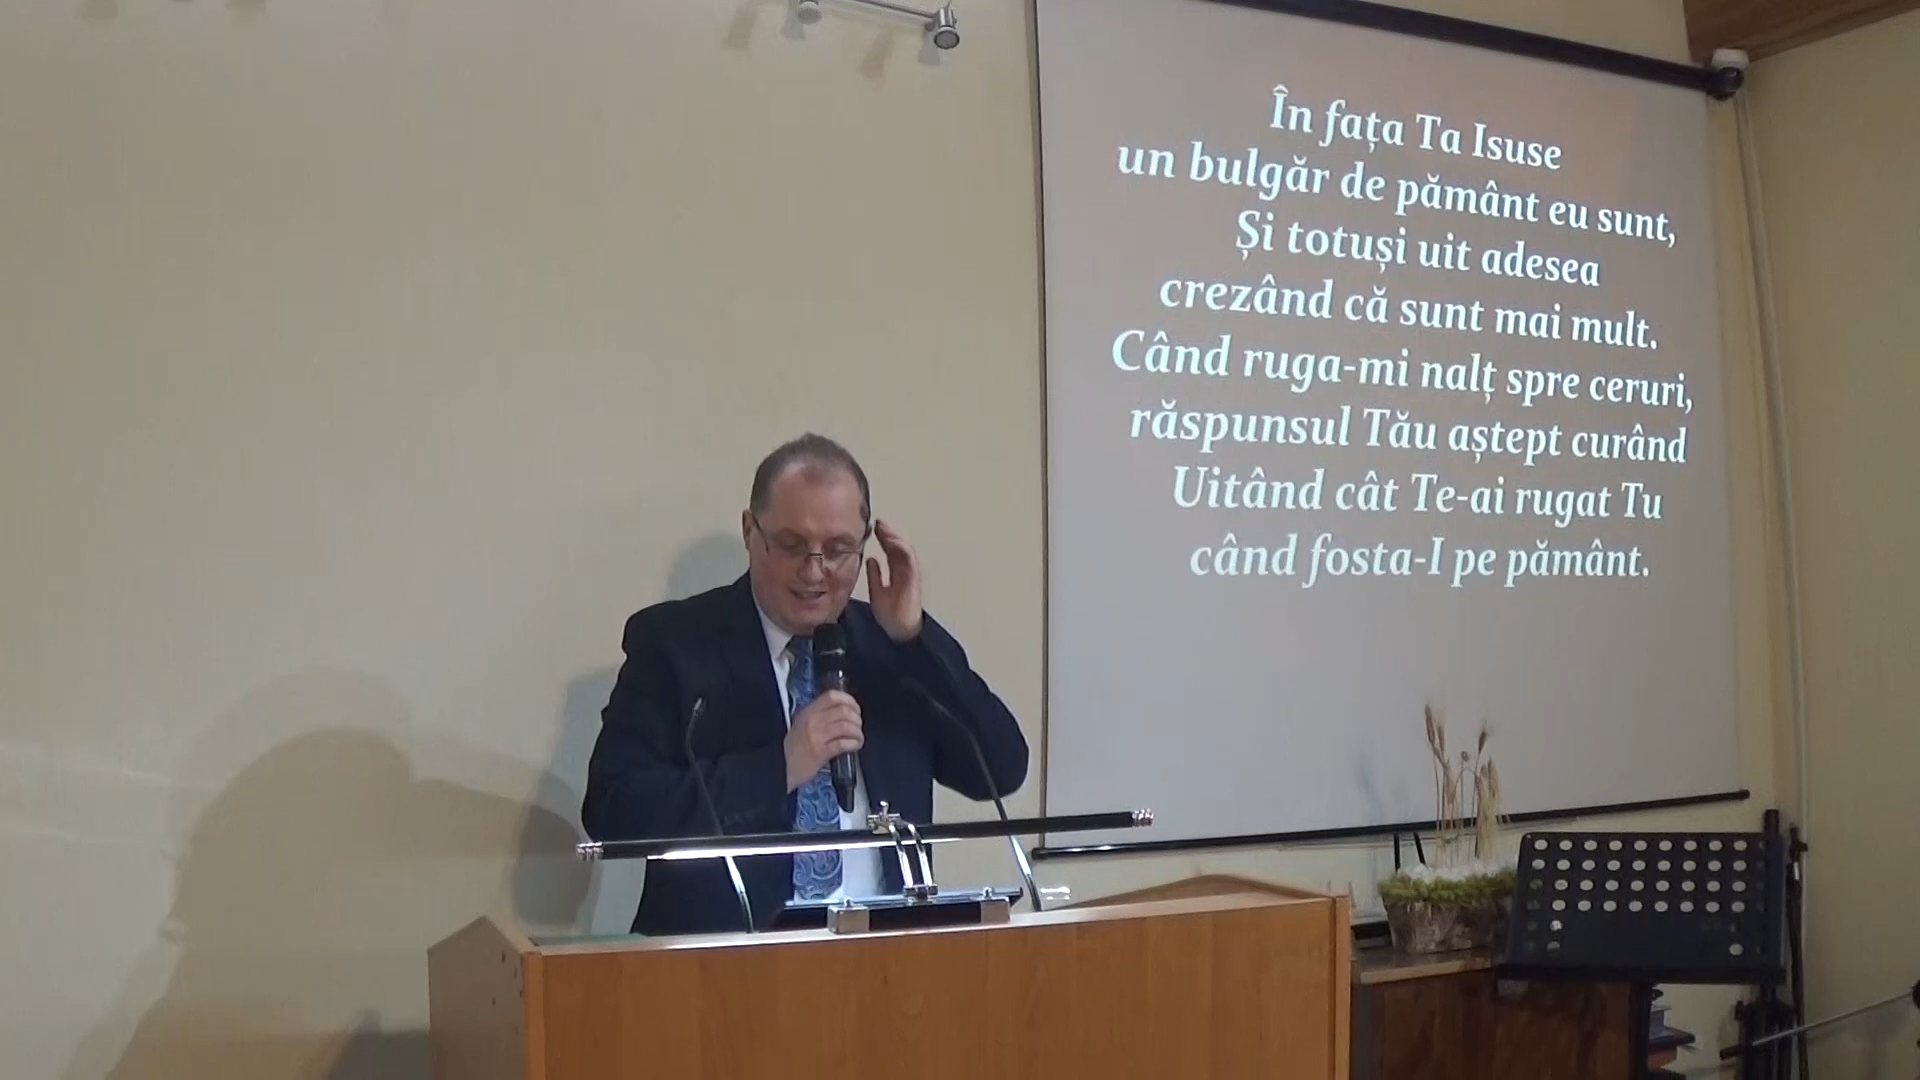 În fața Ta Isuse
un bulgăr de pământ eu sunt,
Și totuși uit adesea
crezând că sunt mai mult.
Când ruga-mi nalț spre ceruri,
răspunsul Tău aștept curând
Uitând cât Te-ai rugat Tu
când fosta-I pe pământ.